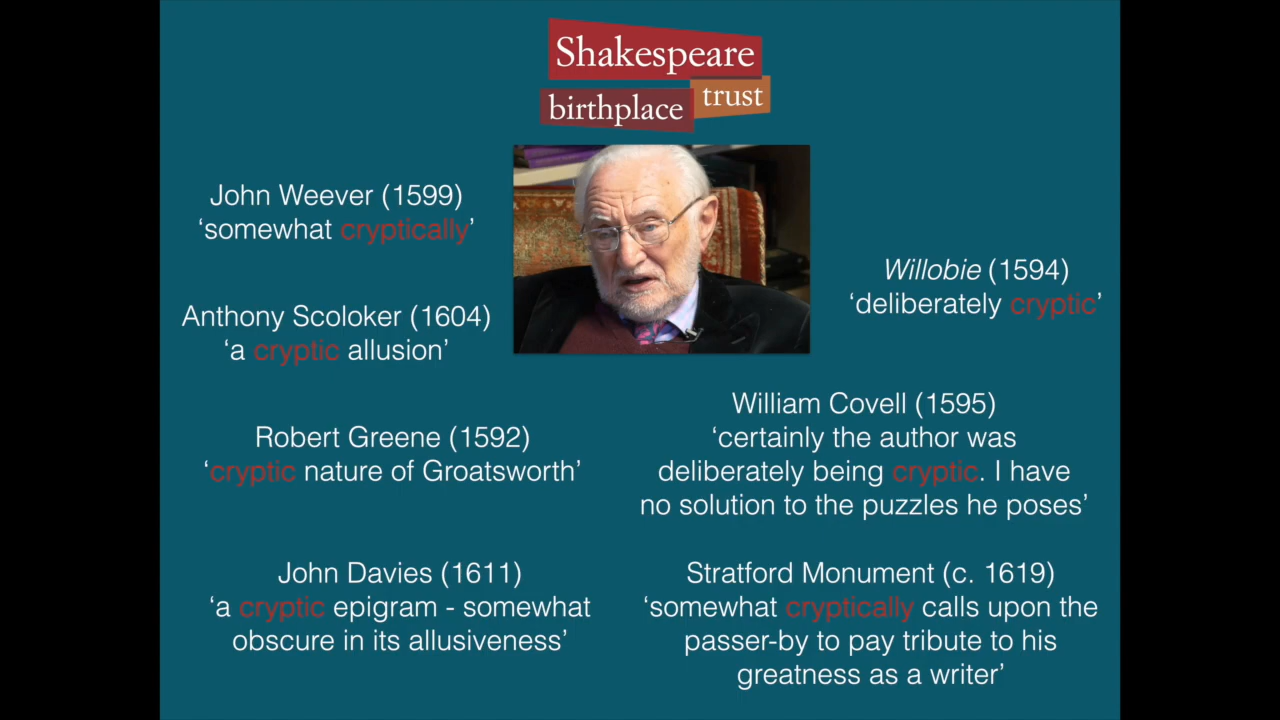 Shakespeare
birthplace trust
John Weever (1599)
‘somewhat cryptically’
Willobie (1594)
‘deliberately cryptic’
Anthony Scoloker (1604)
‘a cryptic allusion’
William Covell (1595)
‘certainly the author was
deliberately being cryptic. I have
no solution to the puzzles he poses’
Robert Greene (1592)
‘cryptic nature of Groatsworth’
John Davies (1611)
‘a cryptic epigram - somewhat
obscure in its allusiveness’
Stratford Monument (c. 1619)
‘somewhat cryptically calls upon the
passer-by to pay tribute to his
greatness as a writer’